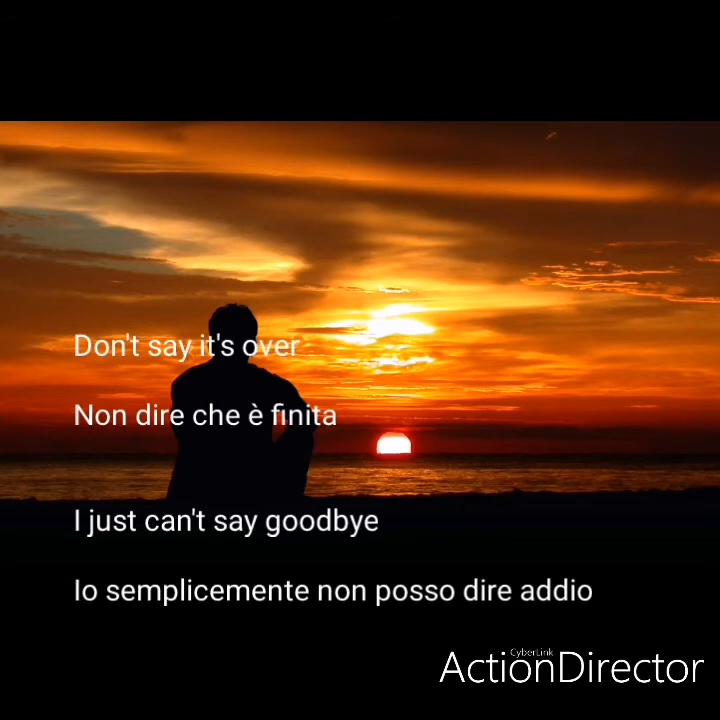 Don't say it's over
Non dire che è finita
I just can't say goodbye
Io semplicemente non posso dire addio
CyberLink
ActionDirector